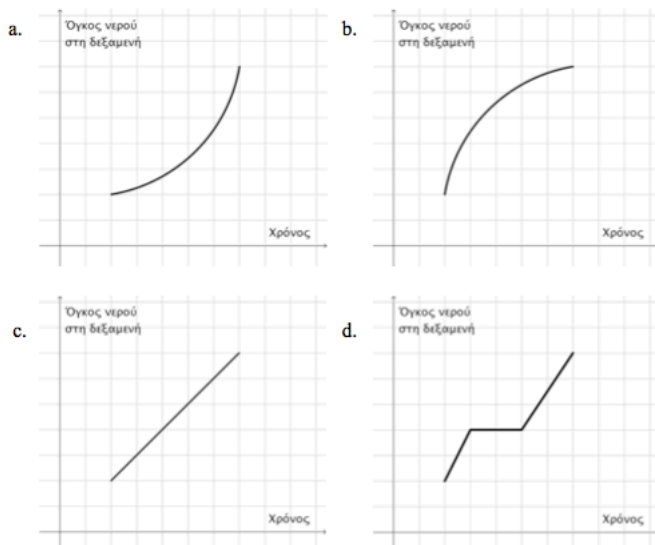 a.
Όγκος νερού
στη δεξαμενή
Χρόνος
b.
Όγκος νερού
στη δεξαμενή
Χρόνος
c.
Όγκος νερού
στη δεξαμενή
Χρόνος
d.
Όγκος νερού
στη δεξαμενή
Χρόνος